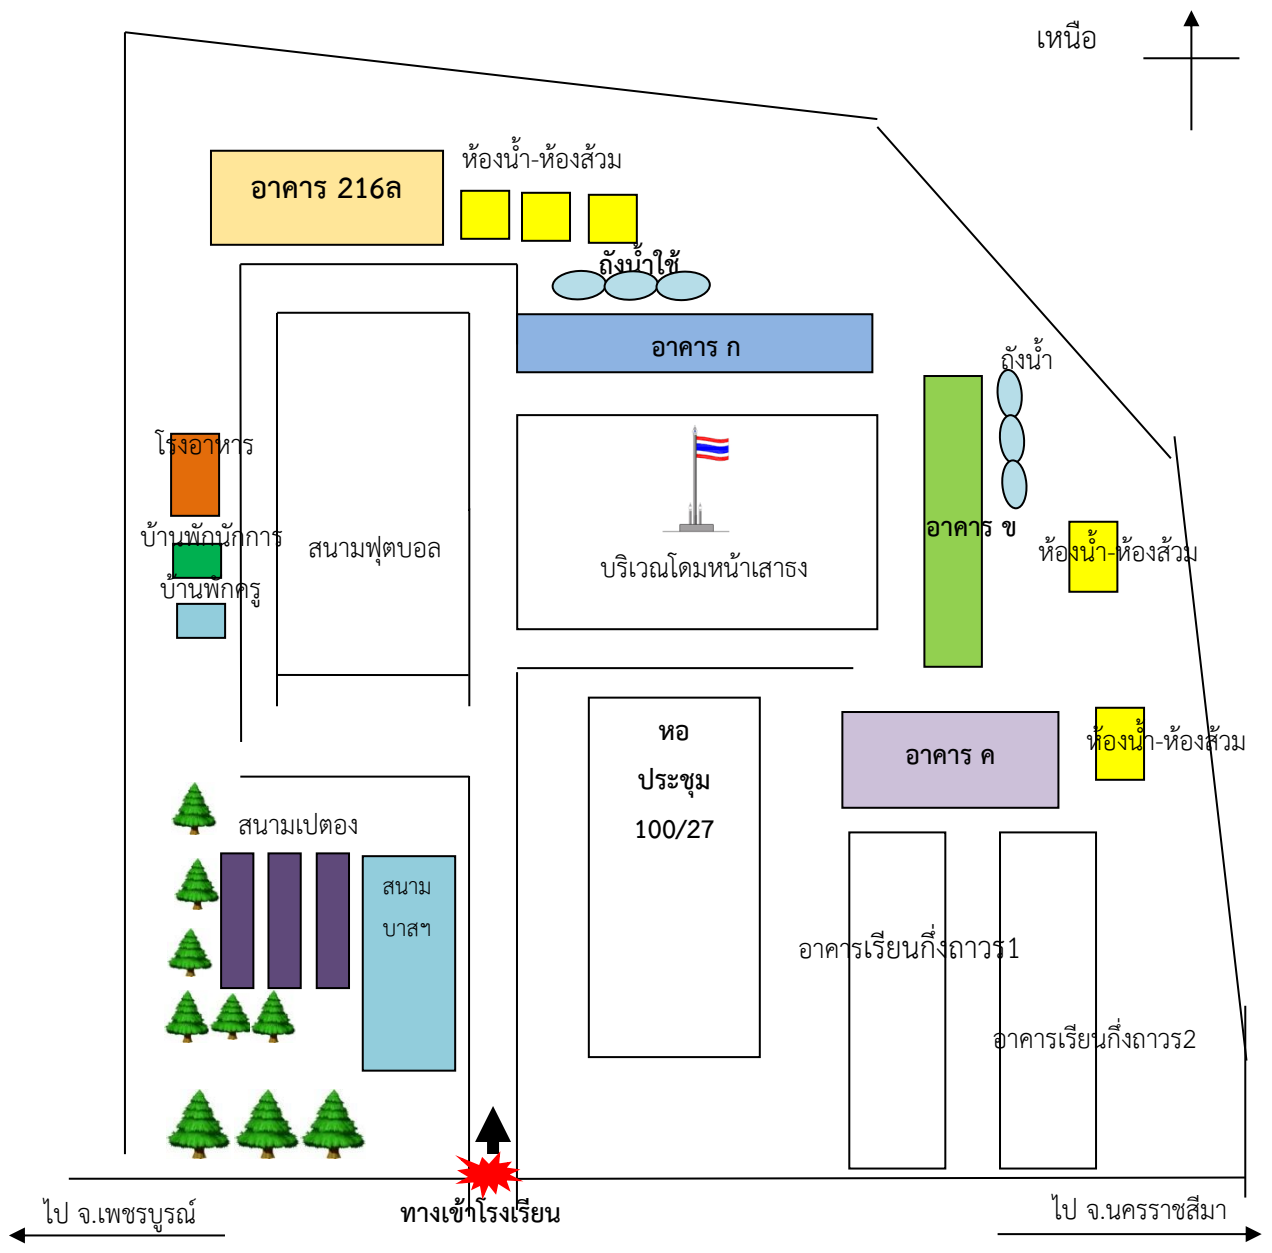 เหนือ
ห้องน้ำ-ห้องส้วม
อาคาร 216ล
ถังน้ำใช้
อาคาร ก
ถังน้ำ
โรงอาหาร
อาคาร ข
บ้านพักนักการ
สนามฟุตบอล
ห้องน้ำ-ห้องส้วม
บริเวณโดมหน้าเสาธง
บ้านพักครู
หอ
ประชุม
100/27
อาคาร ค
ห้องน้ำ-ห้องส้วม
สนามเปตอง
สนาม
บาสฯ
อาคารเรียนกึ่งถาวร1
อาคารเรียนกึ่งถาวร2
ไป จ.เพชรบูรณ์
ทางเข้าโรงเรียน
ไป จ.นครราชสีมา